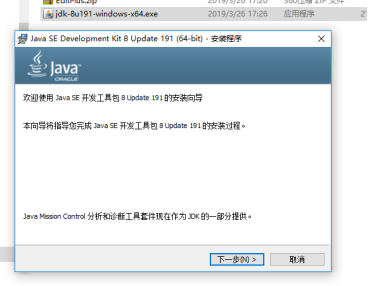 EditPlus.zip 2019/3/26 17:20 360压缩 ZIP 文件
jdk-8u191-windows-x64.exe 2019/3/26 17:26 应用程序 2
Java SE Development Kit 8 Update 191 (64-bit) - 安装程序
Java
ORACLE
欢迎使用 Java SE 开发工具包 8 Update 191 的安装向导
本向导将指导您完成 Java SE 开发工具包 8 Update 191 的安装过程。
Java Mission Control 分析和诊断工具套件现在作为 JDK 的一部分提供。
下一步(N) > 取消